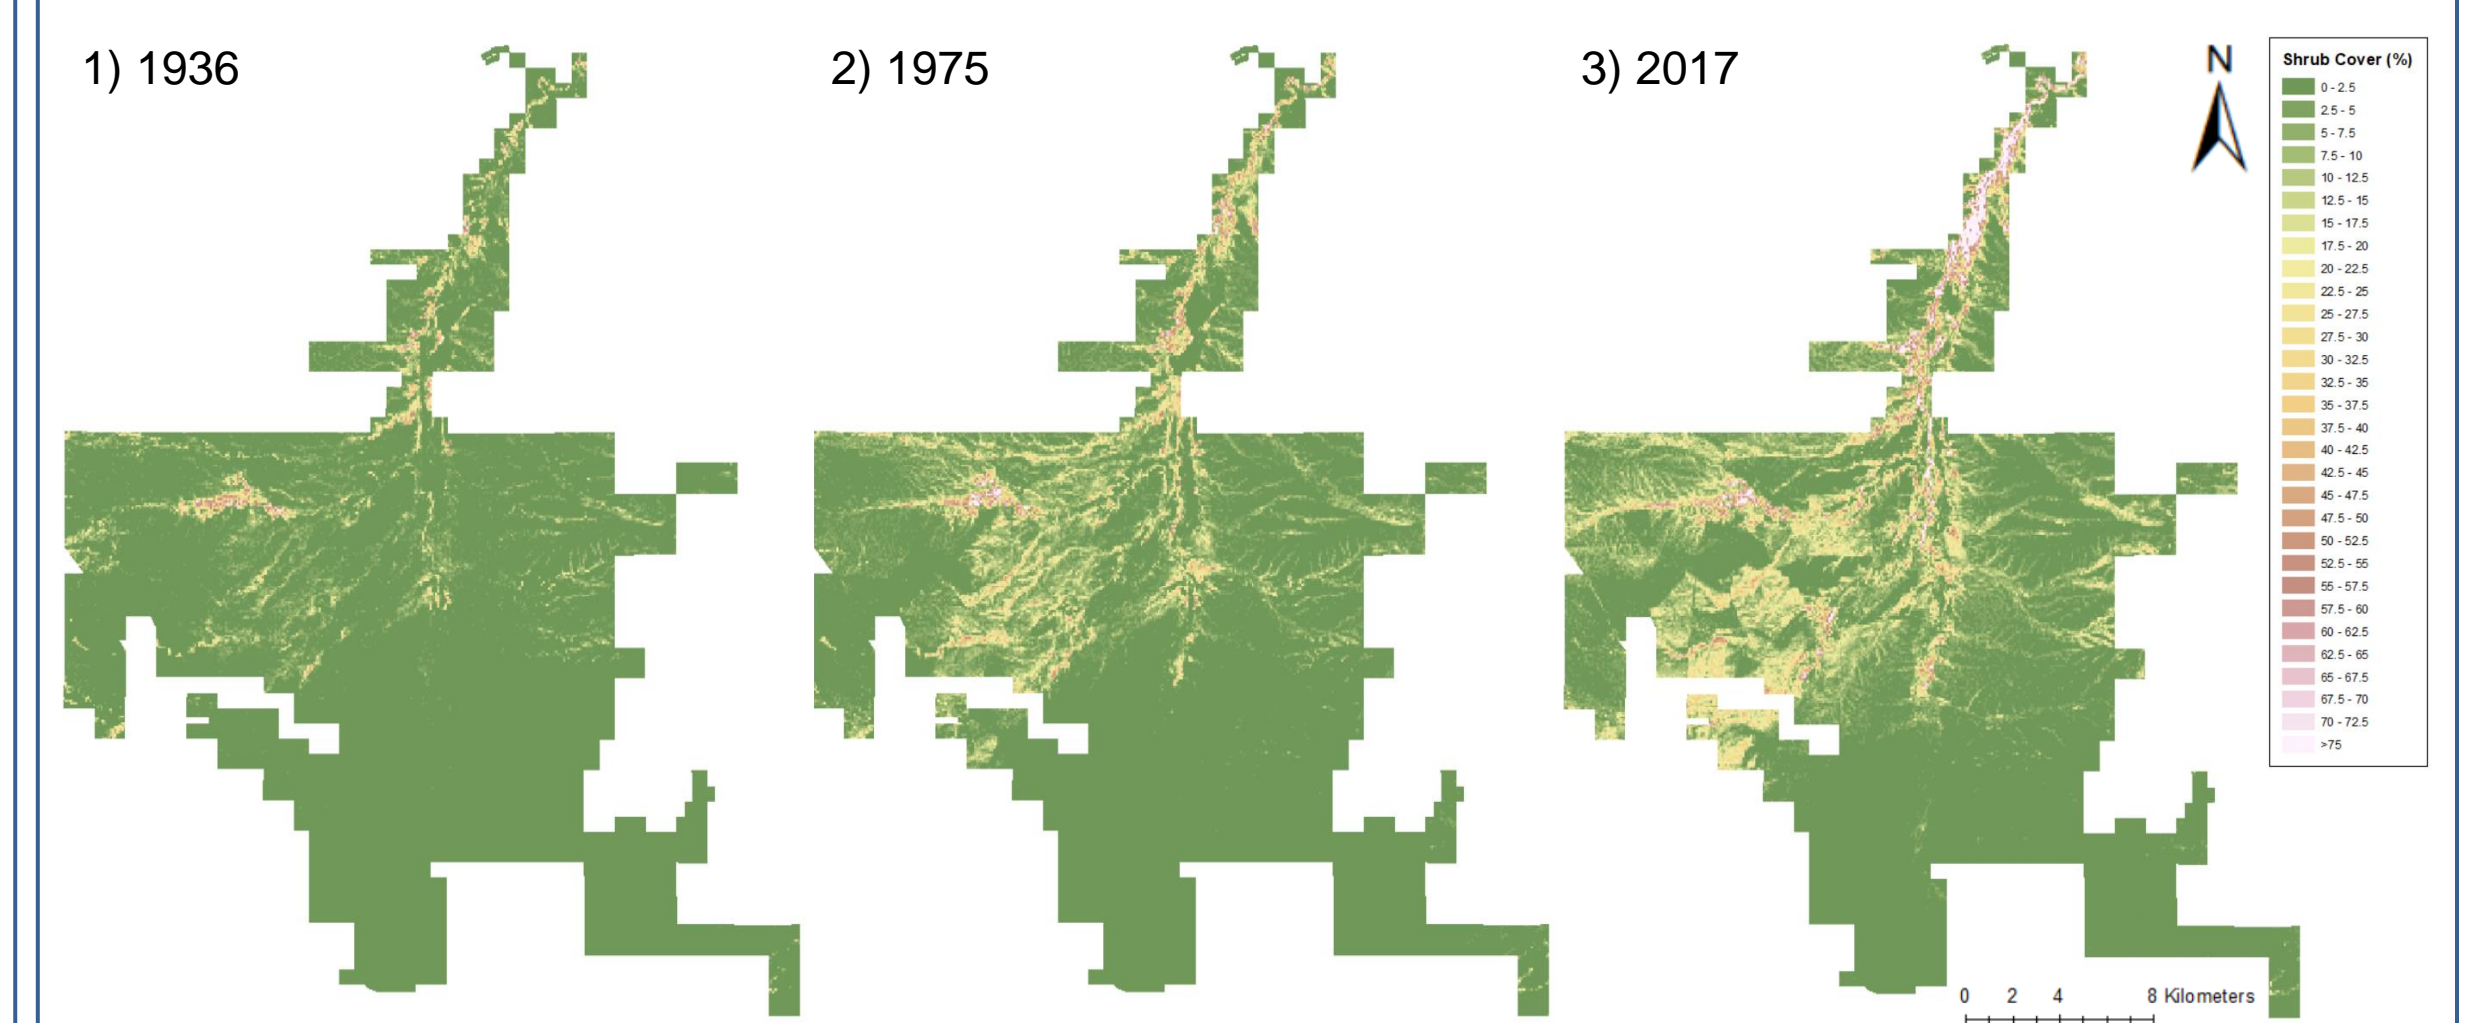 1) 1936
2) 1975
3) 2017
N
Shrub Cover (%)
0 - 2.5
2.5 - 5
5 - 7.5
7.5 - 10
10 - 12.5
12.5 - 15
15 - 17.5
17.5 - 20
20 - 22.5
22.5 - 25
25 - 27.5
27.5 - 30
30 - 32.5
32.5 - 35
35 - 37.5
37.5 - 40
40 - 42.5
42.5 - 45
45 - 47.5
47.5 - 50
50 - 52.5
52.5 - 55
55 - 57.5
57.5 - 60
60 - 62.5
62.5 - 65
65 - 67.5
67.5 - 70
70 - 72.5
>75
0 2 4 8 Kilometers